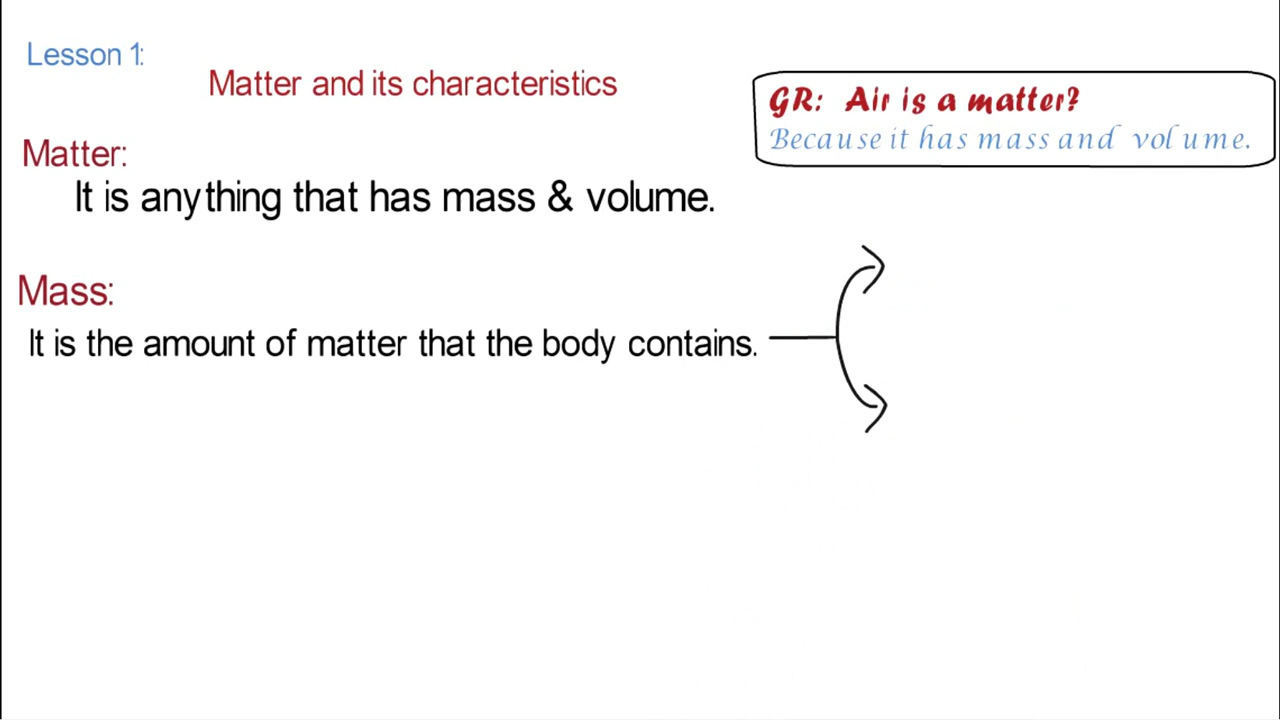 Lesson 1:
Matter and its characteristics
GR: Air is a matter?
Because it has mass and volume.
Matter:
It is anything that has mass & volume.
Mass:
It is the amount of matter that the body contains.